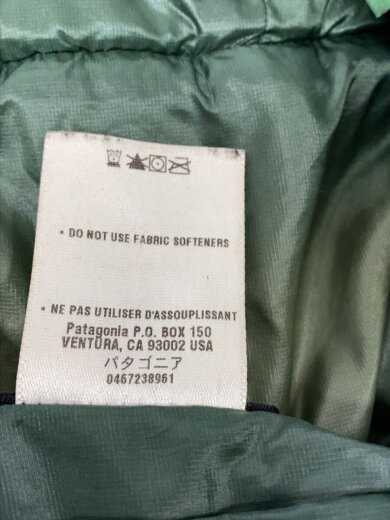 • DO NOT USE FABRIC SOFTENERS
• NE PAS UTILISER D'ASSOUPLISSANT
Patagonia P.O. BOX 150
VENTURA, CA 93002 USA
パタゴニア
0467238961